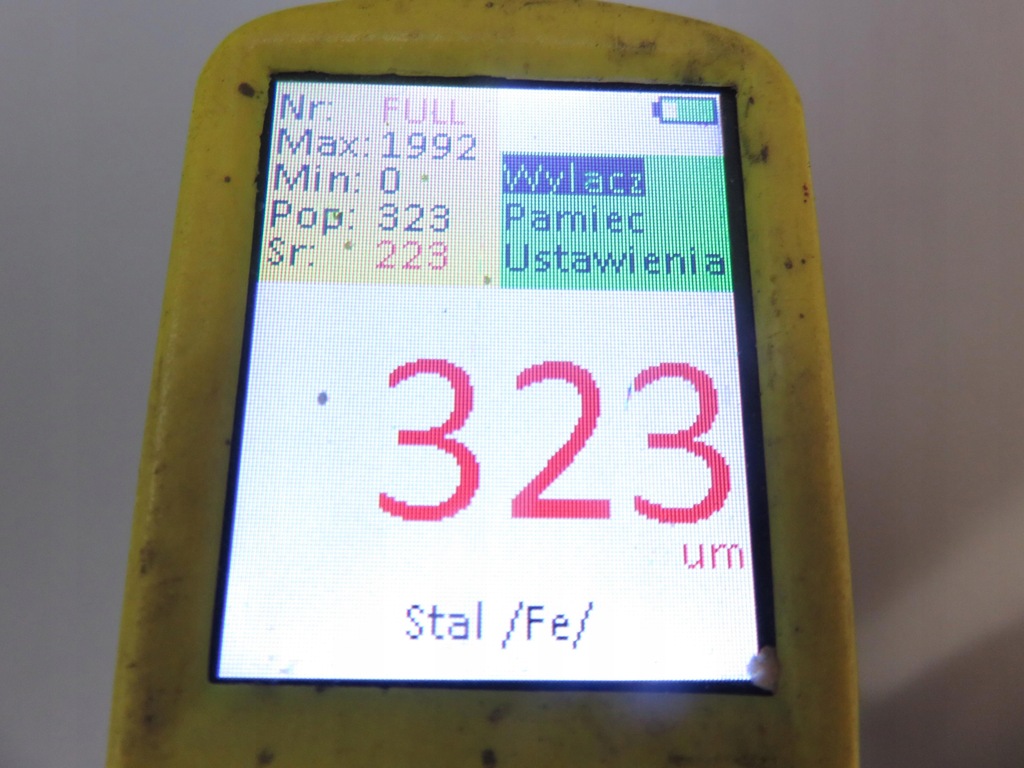 Nr: FULL
Max: 1992
Min: 0
Pop: 323
Sr: 223
Wylacz
Pamiec
Ustawienia
323
um
Stal /Fe/